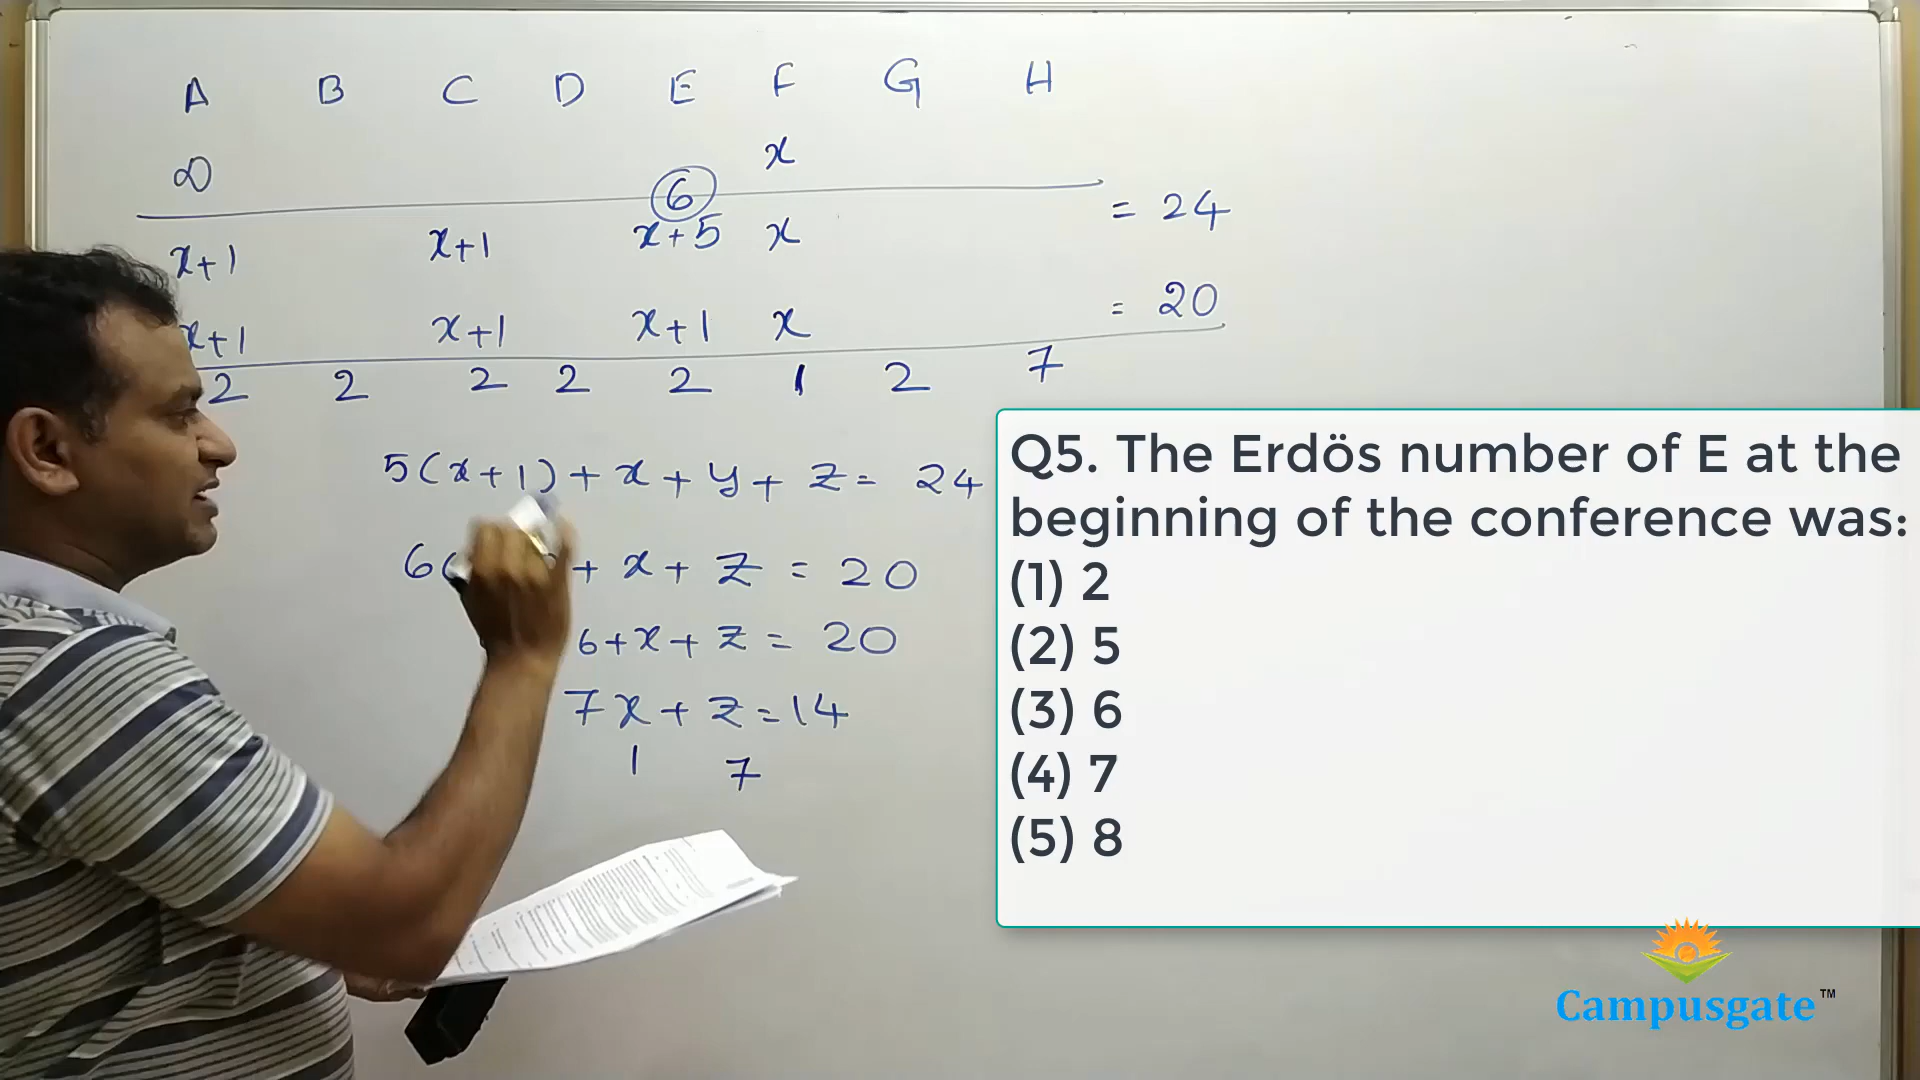 A B C D E F G H
∞ x
6 = 24
x+1 x+1 x+5 x
x+1 x+1 x+1 x = 20
2 2 2 2 2 1 2 7
5(x+1)+x+y+z= 24
6( + x + z = 20
6+x+z = 20
7x+z=14
1 7
Q5. The Erdös number of E at the
beginning of the conference was:
(1) 2
(2) 5
(3) 6
(4) 7
(5) 8
Campusgate™